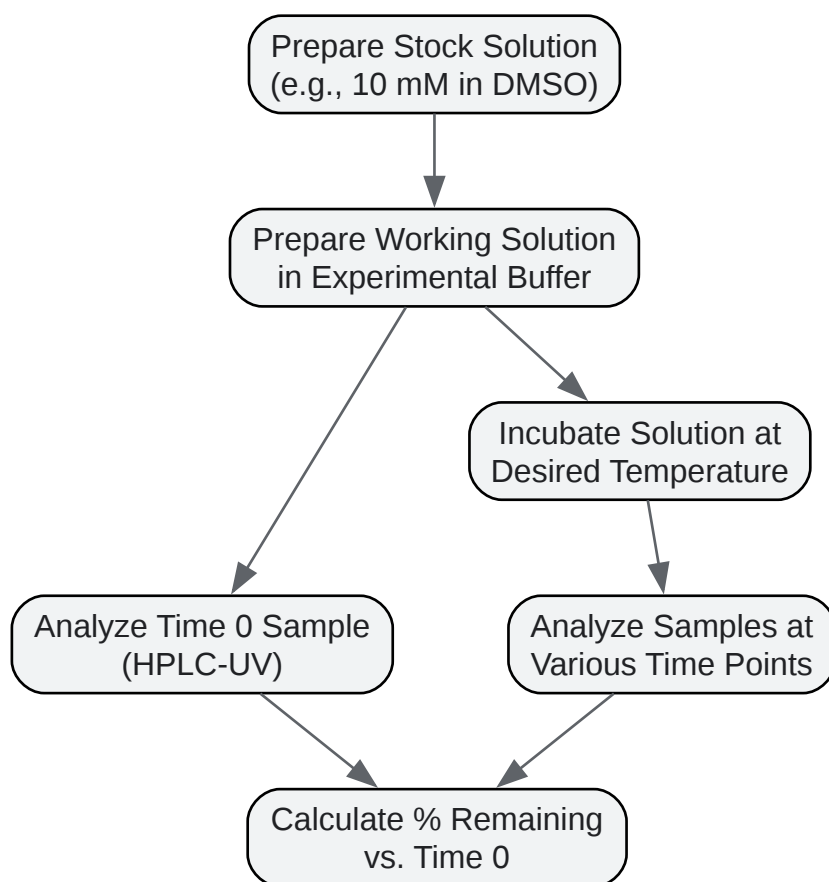 Prepare Stock Solution
(e.g., 10 mM in DMSO)
Prepare Working Solution
in Experimental Buffer
Incubate Solution at
Desired Temperature
Analyze Time 0 Sample
(HPLC-UV)
Analyze Samples at
Various Time Points
Calculate % Remaining
vs. Time 0